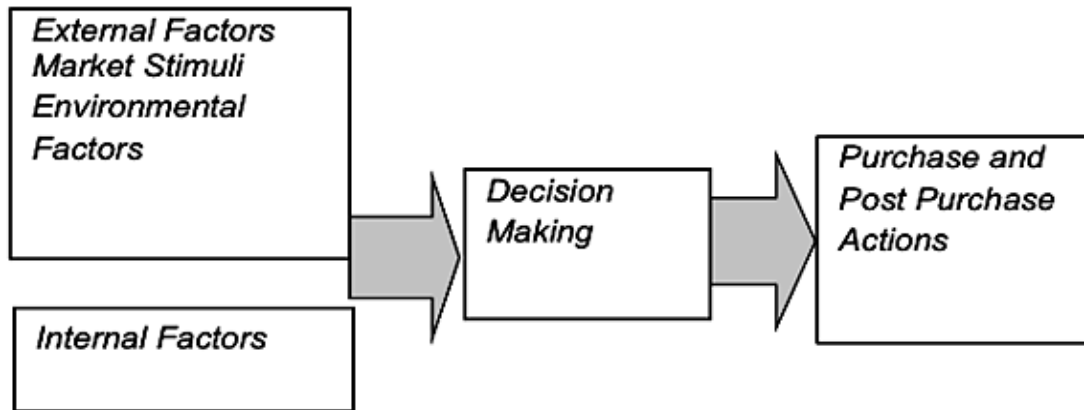 External Factors
Market Stimuli
Environmental
Factors
Internal Factors
Decision
Making
Purchase and
Post Purchase
Actions